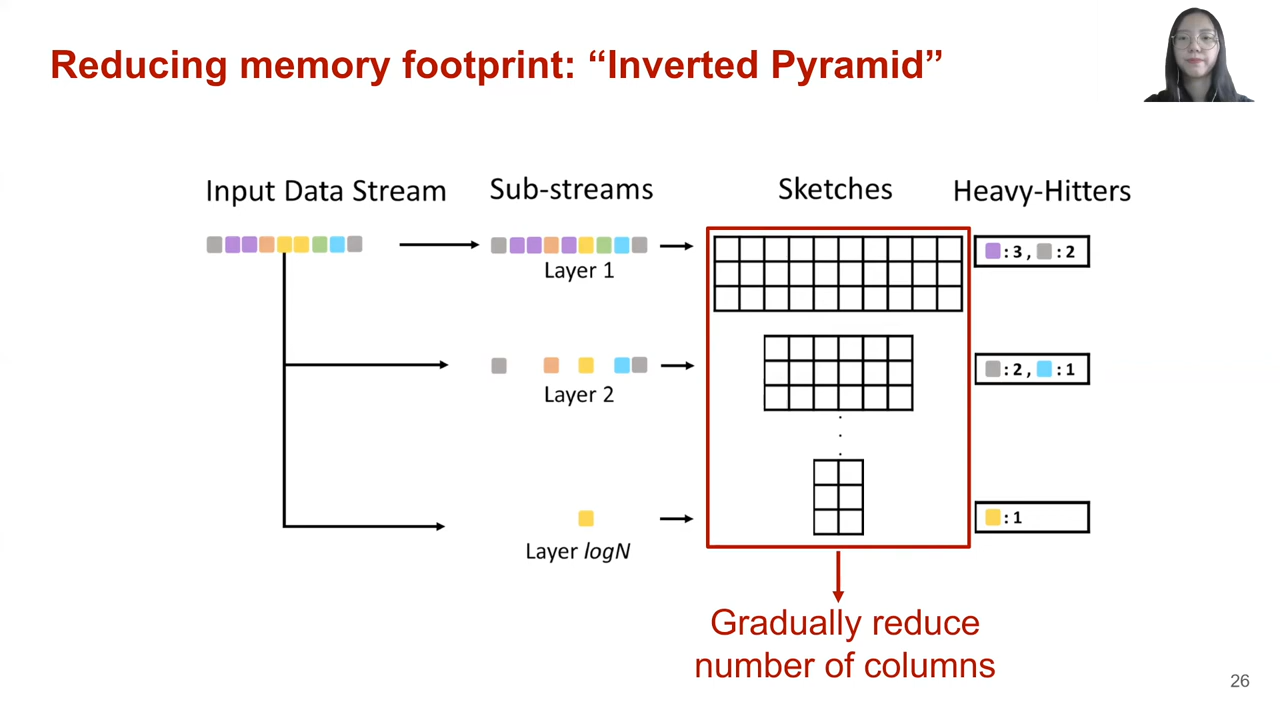 Reducing memory footprint: “Inverted Pyramid”
Input Data Stream
Sub-streams
Sketches
Heavy-Hitters
Layer 1
: 3 , : 2
Layer 2
: 2 , : 1
.
.
.
Layer logN
: 1
Gradually reduce
number of columns
26